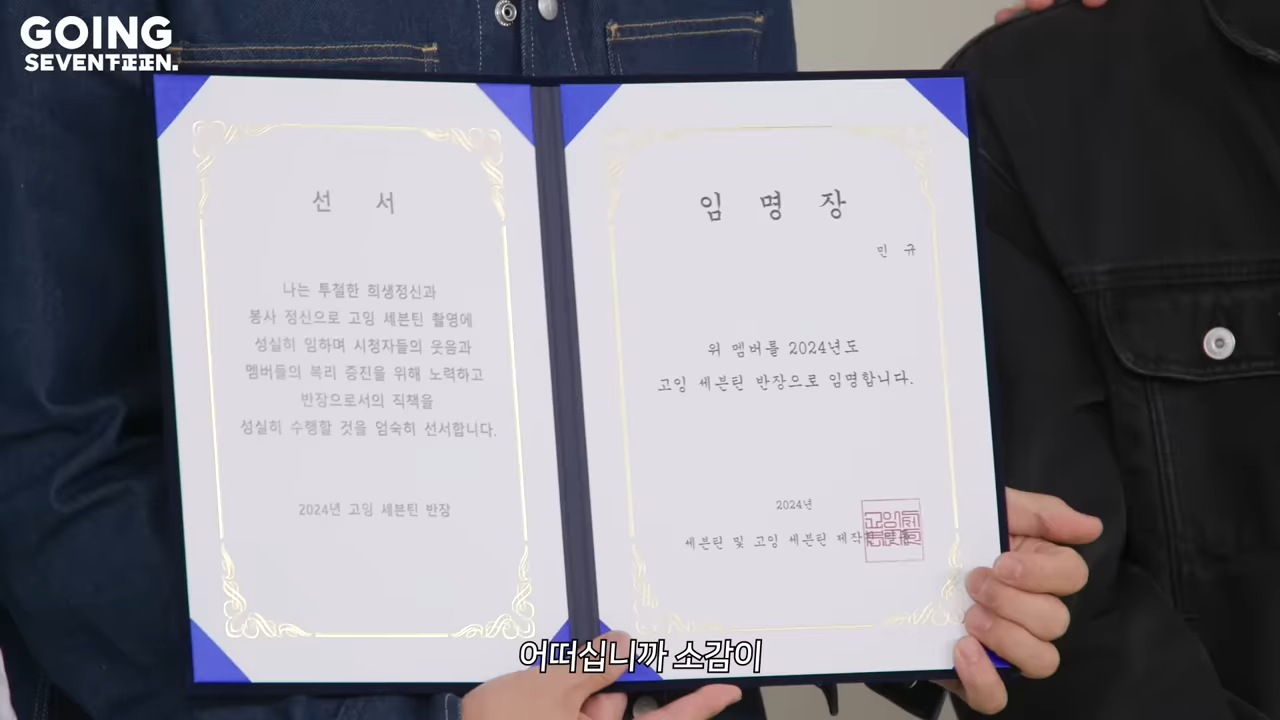 GOING
SEVENTEEN.
선 서
나는 투철한 희생정신과
봉사 정신으로 고잉 세븐틴 촬영에
성실히 임하며 시청자들의 웃음과
멤버들의 복리 증진을 위해 노력하고
반장으로서의 직책을
성실히 수행할 것을 엄숙히 선서합니다.
2024년 고잉 세븐틴 반장
임 명 장
민 규
위 멤버를 2024년도
고잉 세븐틴 반장으로 임명합니다.
2024년
세븐틴 및 고잉 세븐틴
어떠십니까 소감이